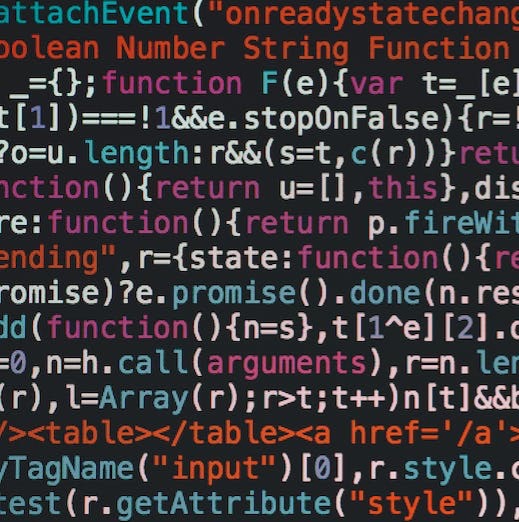 attachEvent("onreadystatechang
oolean Number String Function
_={};function F(e){var t=_[e]
t[1])===!1&&e.stopOnFalse){r=!
?o=u.length:r&&(s=t,c(r))}retu
nction(){return u=[],this},dis
re:function(){return p.fireWit
ending",r={state:function(){re
romise)?e.promise().done(n.res
dd(function(){n=s},t[1^e][2].d
=0,n=h.call(arguments),r=n.len
(r),l=Array(r);r>t;t++)n[t]&&b
/><table></table><a href='/a'>
yTagName("input")[0],r.style.c
test(r.getAttribute("style")),